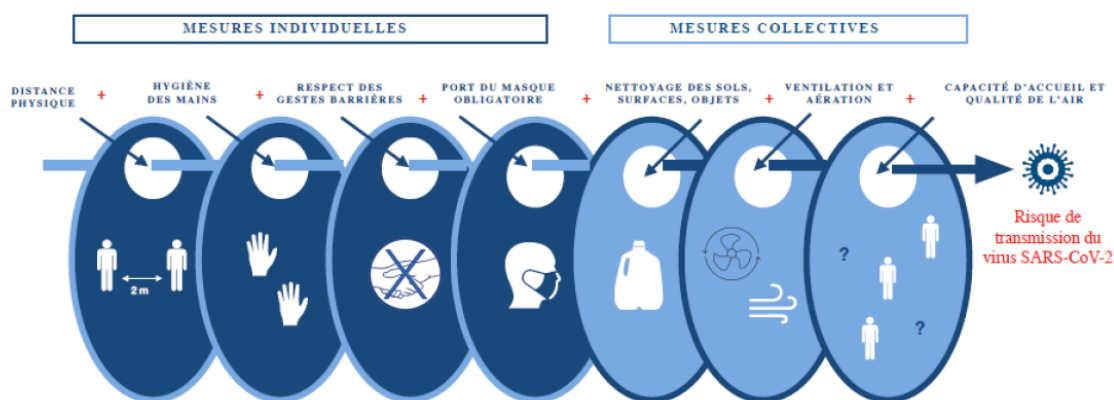 MESURES INDIVIDUELLES
MESURES COLLECTIVES
DISTANCE
PHYSIQUE
+
HYGIÈNE
DES MAINS
+
RESPECT DES
GESTES BARRIÈRES
+
PORT DU MASQUE
OBLIGATOIRE
+
NETTOYAGE DES SOLS,
SURFACES, OBJETS
+
VENTILATION ET
AÉRATION
+
CAPACITÉ D'ACCUEIL ET
QUALITÉ DE L'AIR
2 m
?
?
Risque de
transmission du
virus SARS-CoV-2